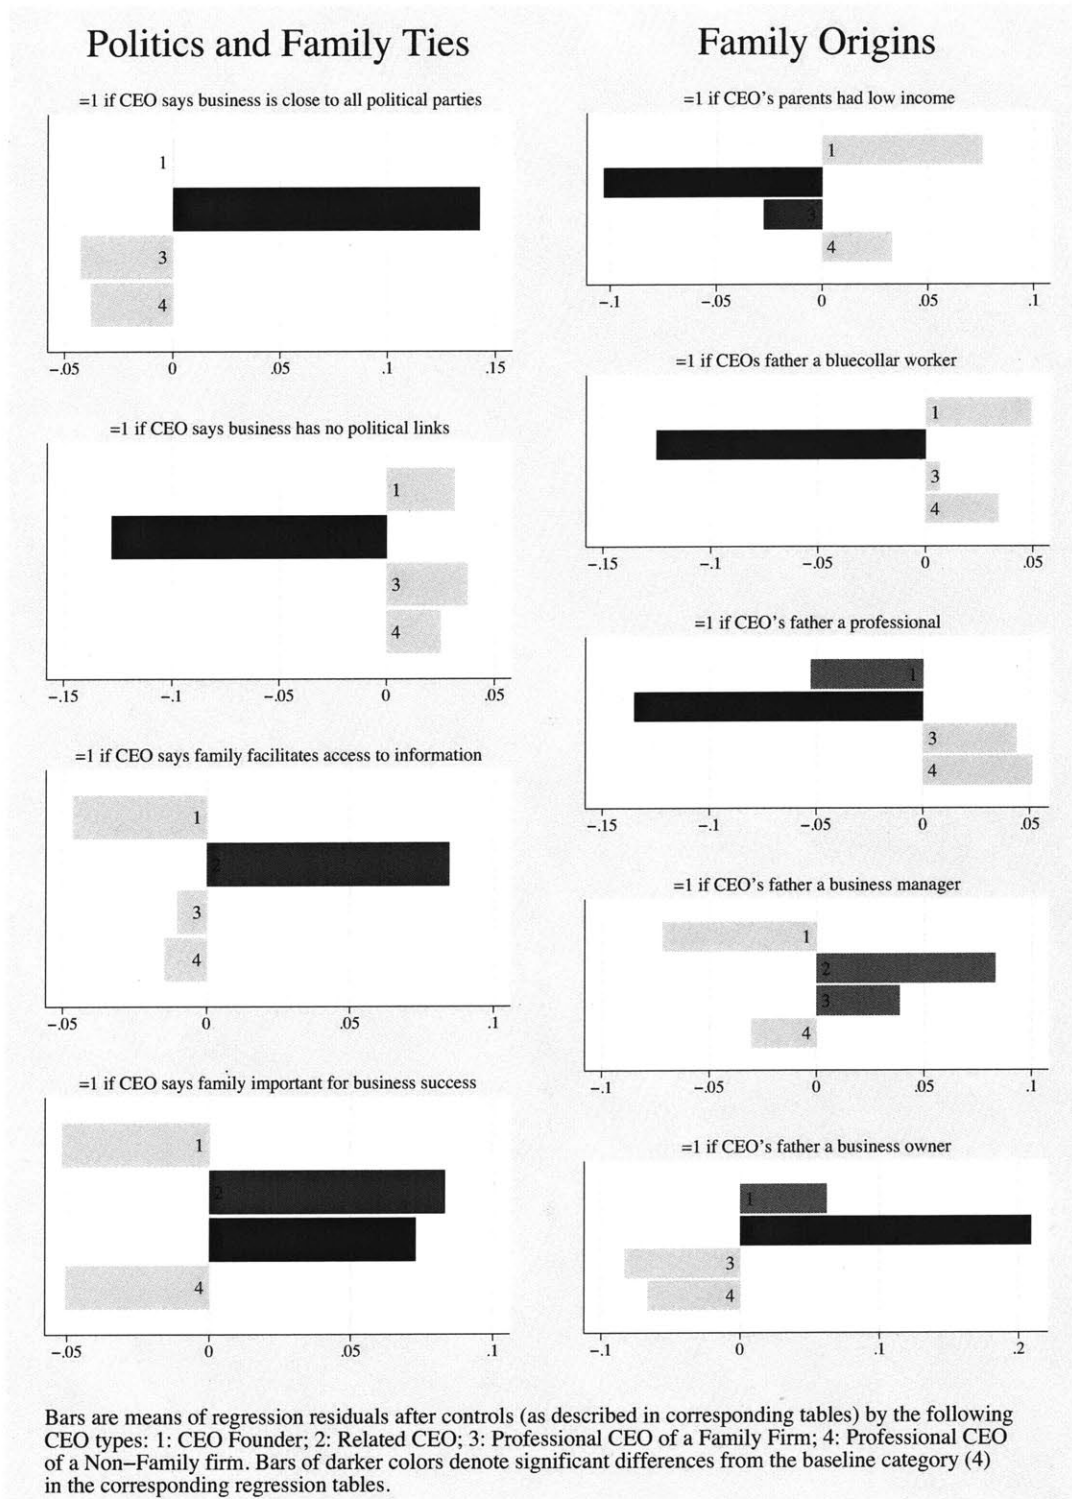 Politics and Family Ties
=1 if CEO says business is close to all political parties
1
3
4
−.05 0 .05 .1 .15
=1 if CEO says business has no political links
1
3
4
−.15 −.1 −.05 0 .05
=1 if CEO says family facilitates access to information
1
2
3
4
−.05 0 .05 .1
=1 if CEO says family important for business success
1
2
4
−.05 0 .05 .1
Family Origins
=1 if CEO's parents had low income
1
3
4
−.1 −.05 0 .05 .1
=1 if CEOs father a bluecollar worker
1
3
4
−.15 −.1 −.05 0 .05
=1 if CEO's father a professional
1
3
4
−.15 −.1 −.05 0 .05
=1 if CEO's father a business manager
1
2
3
4
−.1 −.05 0 .05 .1
=1 if CEO's father a business owner
1
3
4
−.1 0 .1 .2
Bars are means of regression residuals after controls (as described in corresponding tables) by the following
CEO types: 1: CEO Founder; 2: Related CEO; 3: Professional CEO of a Family Firm; 4: Professional CEO
of a Non−Family firm. Bars of darker colors denote significant differences from the baseline category (4)
in the corresponding regression tables.